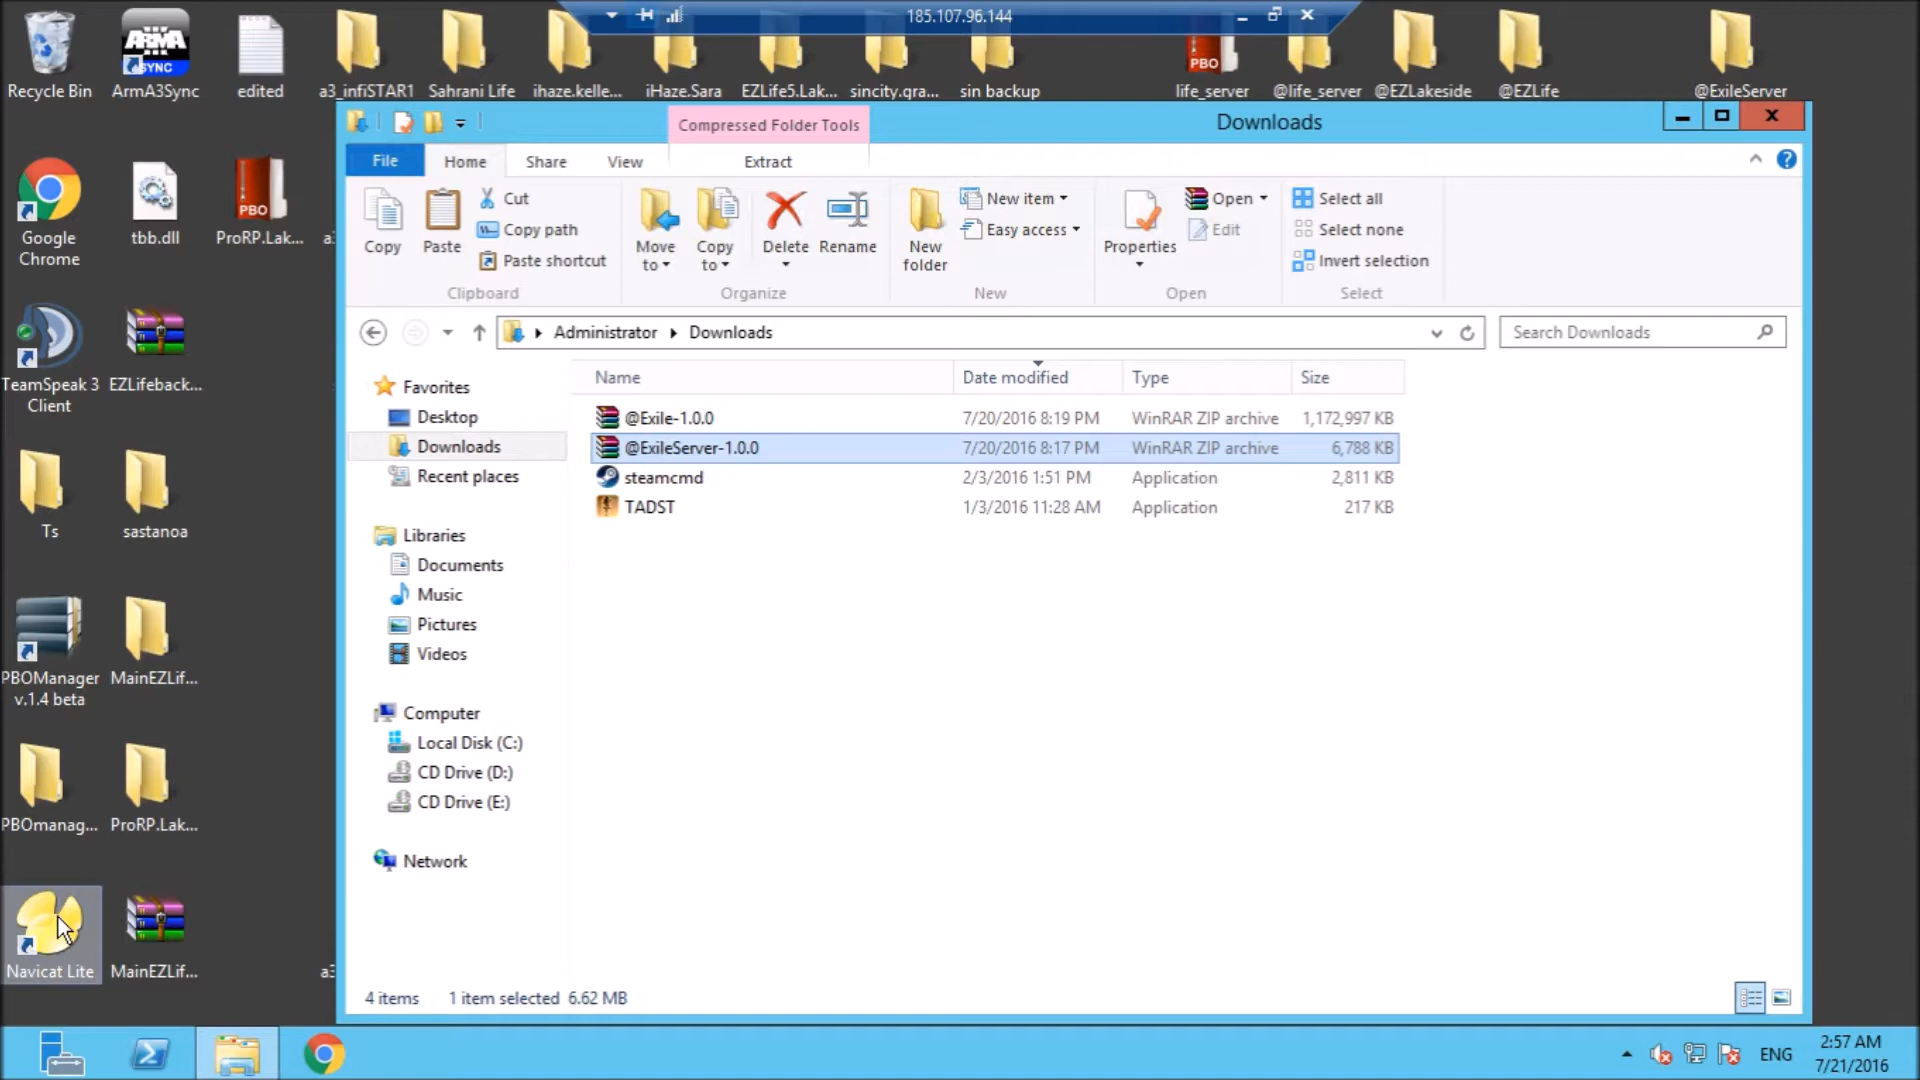 185.107.96.144
Recycle Bin
ArmA3Sync
edited
a3_infiSTAR1
Sahrani Life
ihaze.kelle...
iHaze.Sara
EZLife5.Lak...
sincity.gra...
sin backup
life_server
@life_server
@EZLakeside
@EZLife
@ExileServer
ARMA
SYNC
PBO
Compressed Folder Tools
Downloads
File
Home
Share
View
Extract
Copy
Paste
Cut
Copy path
Paste shortcut
Clipboard
Move to
Copy to
Delete
Rename
Organize
New folder
New item
Easy access
New
Properties
Open
Edit
Open
Select all
Select none
Invert selection
Select
Administrator
Downloads
Search Downloads
Name
Date modified
Type
Size
@Exile-1.0.0 7/20/2016 8:19 PM WinRAR ZIP archive 1,172,997 KB
@ExileServer-1.0.0 7/20/2016 8:17 PM WinRAR ZIP archive 6,788 KB
steamcmd 2/3/2016 1:51 PM Application 2,811 KB
TADST 1/3/2016 11:28 AM Application 217 KB
Favorites
Desktop
Downloads
Recent places
Libraries
Documents
Music
Pictures
Videos
Computer
Local Disk (C:)
CD Drive (D:)
CD Drive (E:)
Network
4 items
1 item selected 6.62 MB
Google Chrome
tbb.dll
PBO
ProRP.Lak...
TeamSpeak 3 Client
EZLifeback...
Ts
sastanoa
PBOManager v.1.4 beta
MainEZLif...
PBOmanag...
ProRP.Lak...
Navicat Lite
MainEZLif...
ENG
2:57 AM
7/21/2016